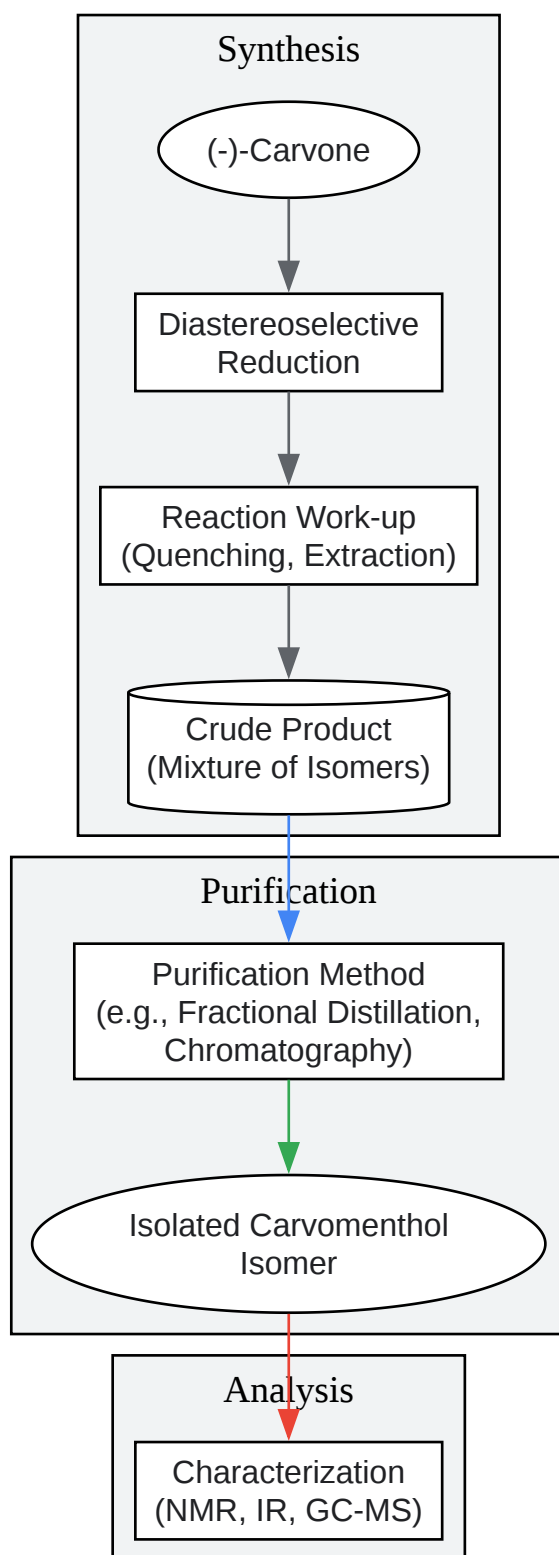 Synthesis
(-)-Carvone
Diastereoselective
Reduction
Reaction Work-up
(Quenching, Extraction)
Crude Product
(Mixture of Isomers)
Purification
Purification Method
(e.g., Fractional Distillation,
Chromatography)
Isolated Carvomenthol
Isomer
Analysis
Characterization
(NMR, IR, GC-MS)